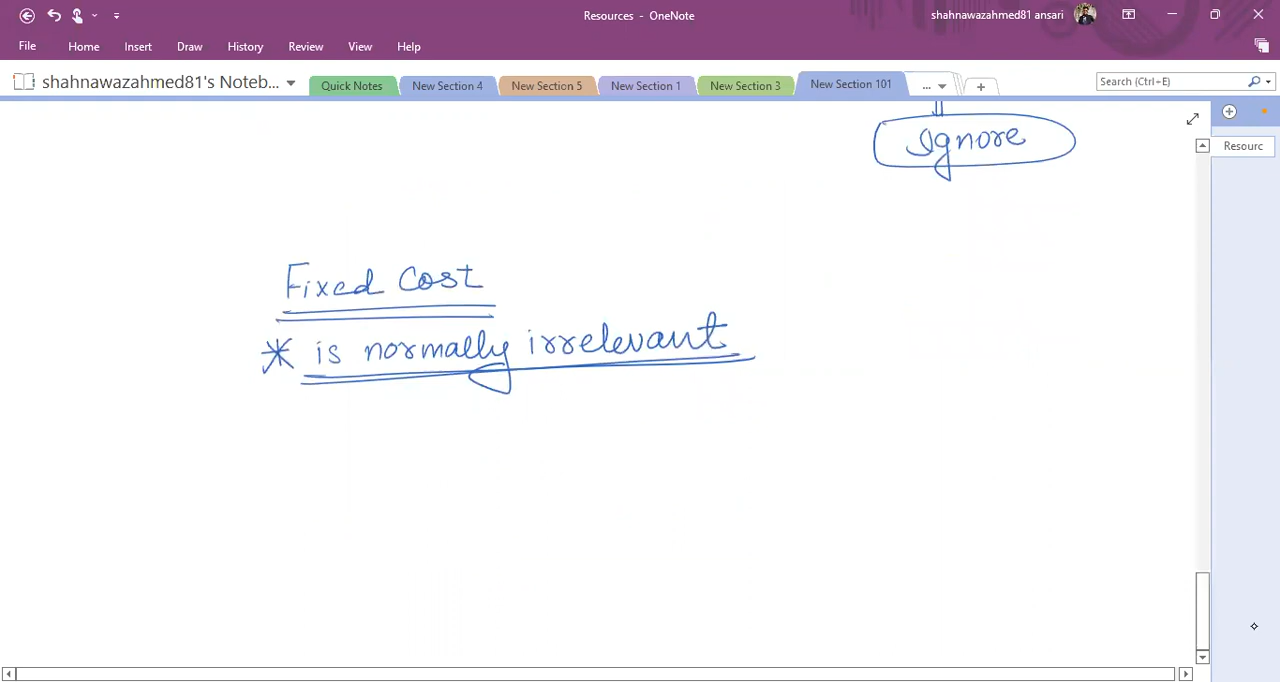 Resources - OneNote
shahnawazahmed81 ansari
File Home Insert Draw History Review View Help
shahnawazahmed81's Noteb... Quick Notes New Section 4 New Section 5 New Section 1 New Section 3 New Section 101 ... + Search (Ctrl+E)
Ignore
Resourc
Fixed Cost
* is normally irrelevant